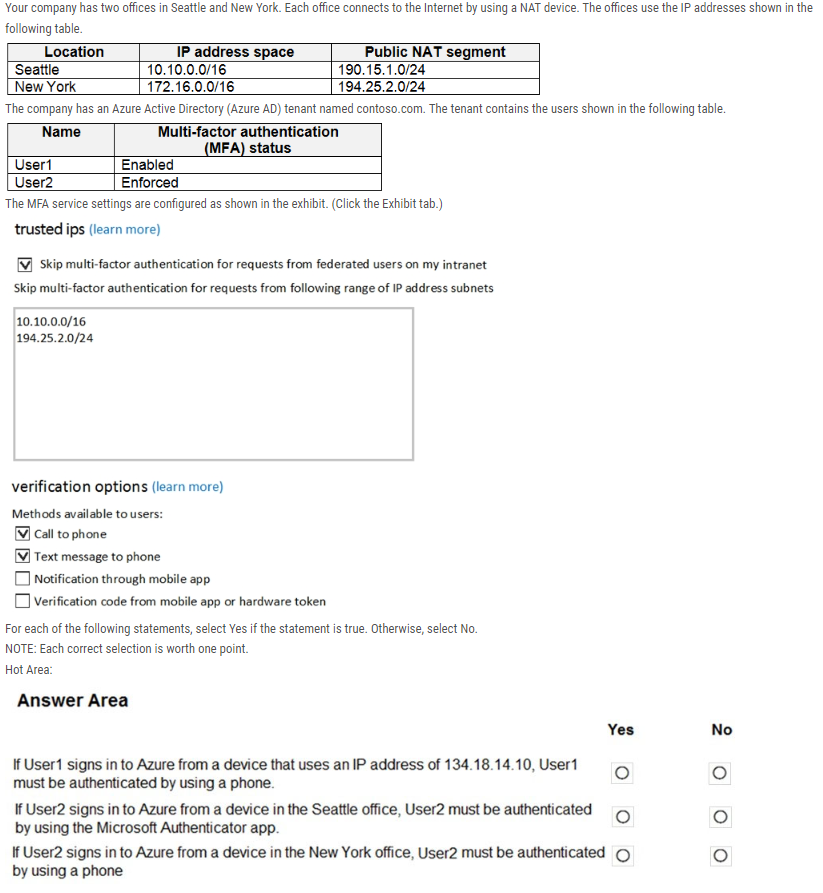 Your company has two offices in Seattle and New York. Each office connects to the Internet by using a NAT device. The offices use the IP addresses shown in the
following table.
Location IP address space Public NAT segment
Seattle 10.10.0.0/16 190.15.1.0/24
New York 172.16.0.0/16 194.25.2.0/24
The company has an Azure Active Directory (Azure AD) tenant named contoso.com. The tenant contains the users shown in the following table.
Name Multi-factor authentication
(MFA) status
User1 Enabled
User2 Enforced
The MFA service settings are configured as shown in the exhibit. (Click the Exhibit tab.)
trusted ips (learn more)
Skip multi-factor authentication for requests from federated users on my intranet
Skip multi-factor authentication for requests from following range of IP address subnets
10.10.0.0/16
194.25.2.0/24
verification options (learn more)
Methods available to users:
Call to phone
Text message to phone
Notification through mobile app
Verification code from mobile app or hardware token
For each of the following statements, select Yes if the statement is true. Otherwise, select No.
NOTE: Each correct selection is worth one point.
Hot Area:
Answer Area
Yes No
If User1 signs in to Azure from a device that uses an IP address of 134.18.14.10, User1
must be authenticated by using a phone.
If User2 signs in to Azure from a device in the Seattle office, User2 must be authenticated
by using the Microsoft Authenticator app.
If User2 signs in to Azure from a device in the New York office, User2 must be authenticated
by using a phone